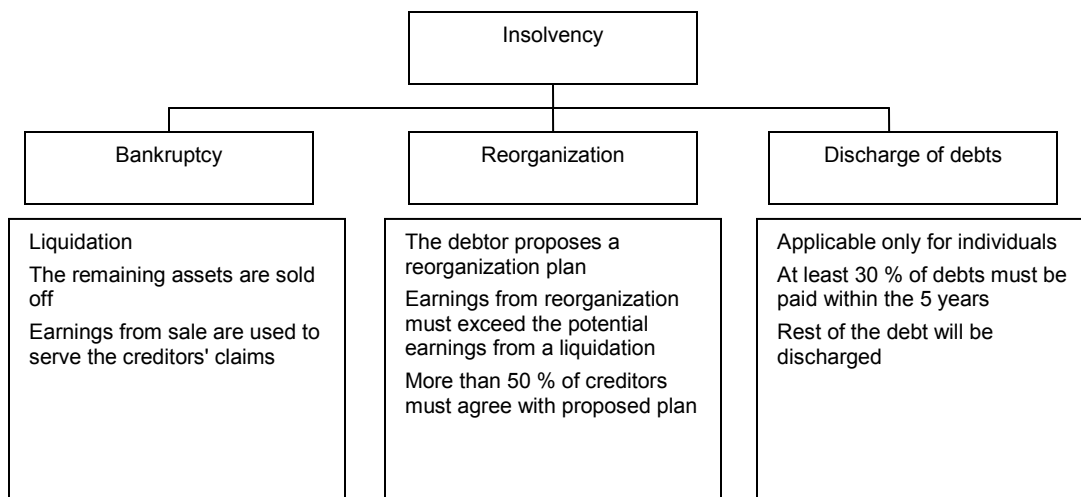 Insolvency
Bankruptcy
Reorganization
Discharge of debts
Liquidation
The remaining assets are sold
off
Earnings from sale are used to
serve the creditors' claims
The debtor proposes a
reorganization plan
Earnings from reorganization
must exceed the potential
earnings from a liquidation
More than 50 % of creditors
must agree with proposed plan
Applicable only for individuals
At least 30 % of debts must be
paid within the 5 years
Rest of the debt will be
discharged